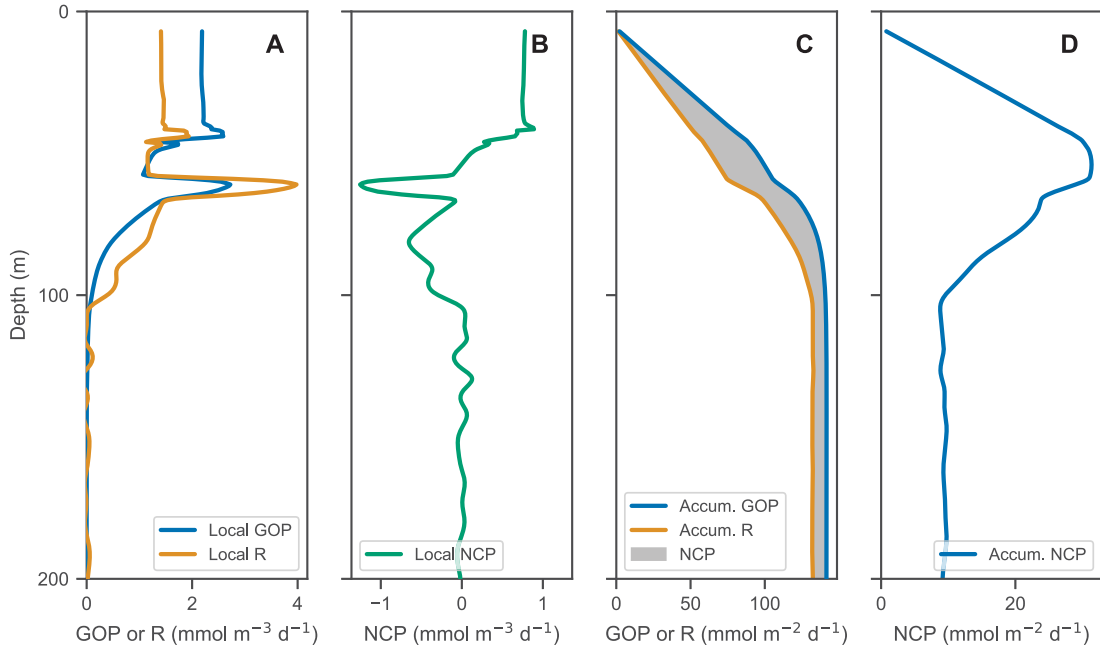 A
B
C
D
Depth (m)
0
100
200
Local GOP
Local R
Local NCP
Accum. GOP
Accum. R
NCP
Accum. NCP
0 2 4
−1 0 1
0 50 100
0 20
GOP or R (mmol m⁻³ d⁻¹)
NCP (mmol m⁻³ d⁻¹)
GOP or R (mmol m⁻² d⁻¹)
NCP (mmol m⁻² d⁻¹)